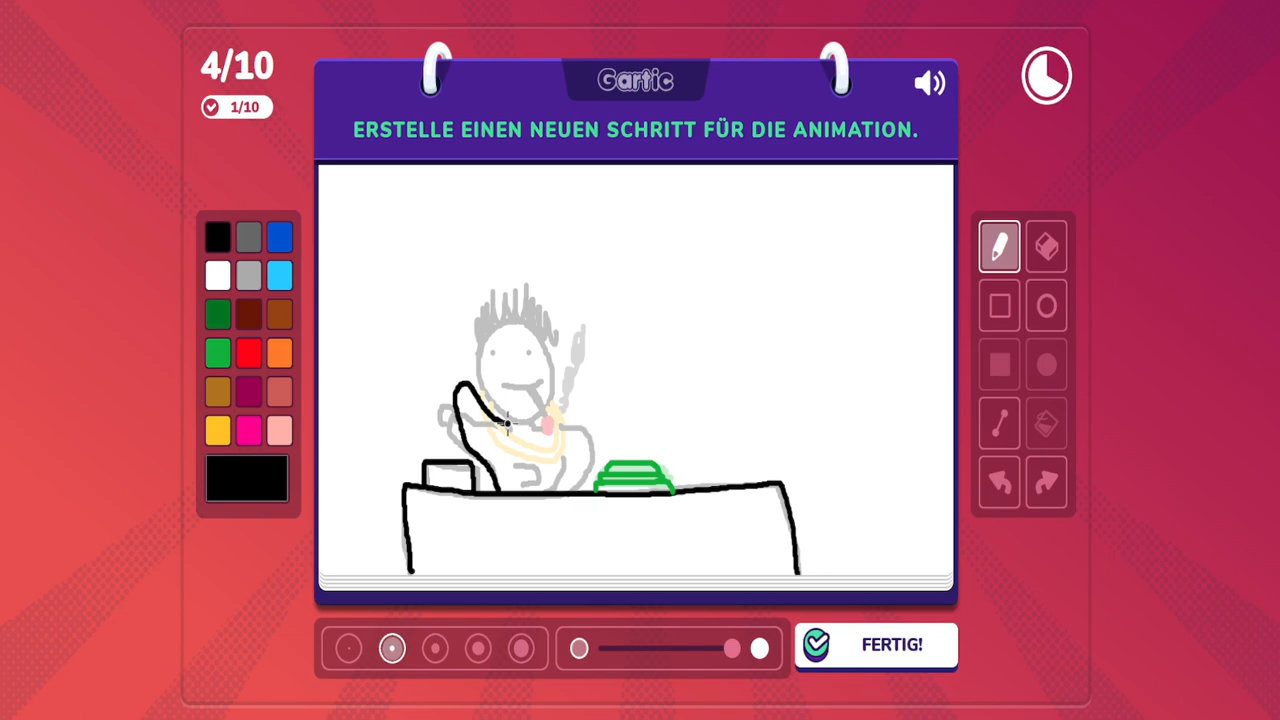 4/10
1/10
Gartic
ERSTELLE EINEN NEUEN SCHRITT FÜR DIE ANIMATION.
FERTIG!